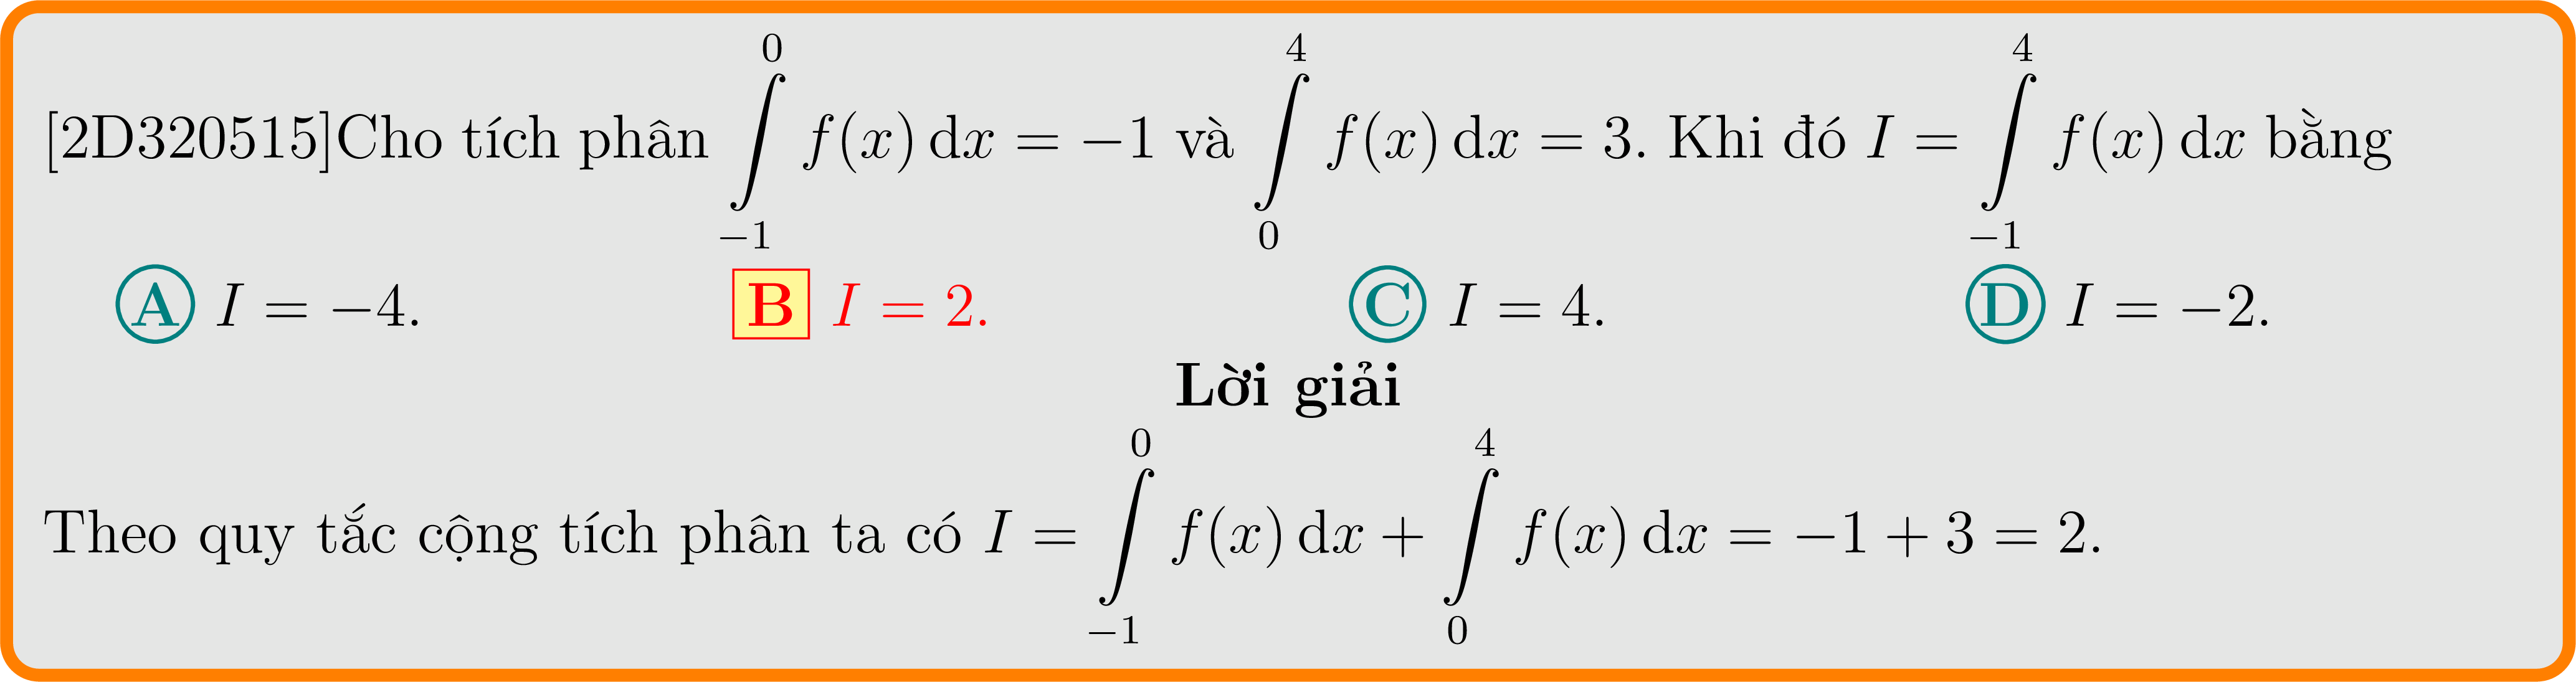 [2D320515]Cho tích phân $\int\limits_{-1}^{0} f(x)\,\mathrm{d}x = -1$ và $\int\limits_{0}^{4} f(x)\,\mathrm{d}x = 3$. Khi đó $I = \int\limits_{-1}^{4} f(x)\,\mathrm{d}x$ bằng
A $I = -4$. B $I = 2$. C $I = 4$. D $I = -2$.
Lời giải
Theo quy tắc cộng tích phân ta có $I = \int\limits_{-1}^{0} f(x)\,\mathrm{d}x + \int\limits_{0}^{4} f(x)\,\mathrm{d}x = -1 + 3 = 2$.